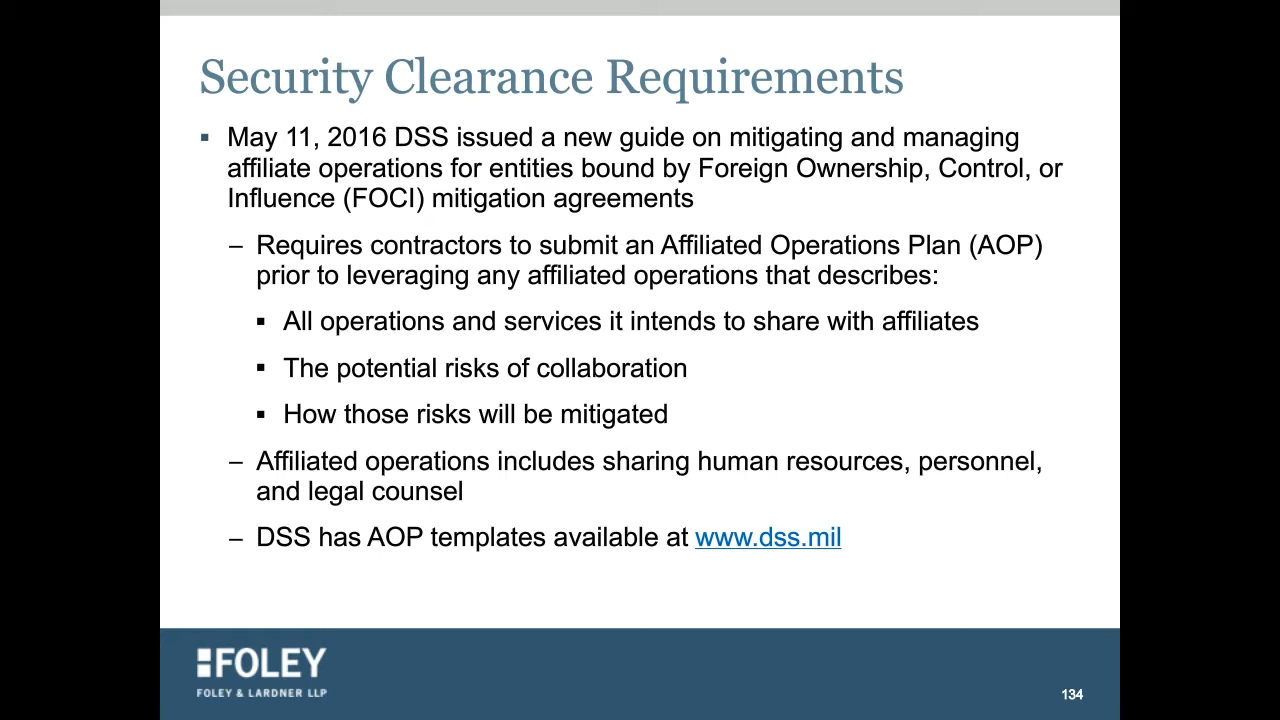 Security Clearance Requirements
▪ May 11, 2016 DSS issued a new guide on mitigating and managing
affiliate operations for entities bound by Foreign Ownership, Control, or
Influence (FOCI) mitigation agreements
– Requires contractors to submit an Affiliated Operations Plan (AOP)
prior to leveraging any affiliated operations that describes:
▪ All operations and services it intends to share with affiliates
▪ The potential risks of collaboration
▪ How those risks will be mitigated
– Affiliated operations includes sharing human resources, personnel,
and legal counsel
– DSS has AOP templates available at www.dss.mil
FOLEY
FOLEY & LARDNER LLP
134